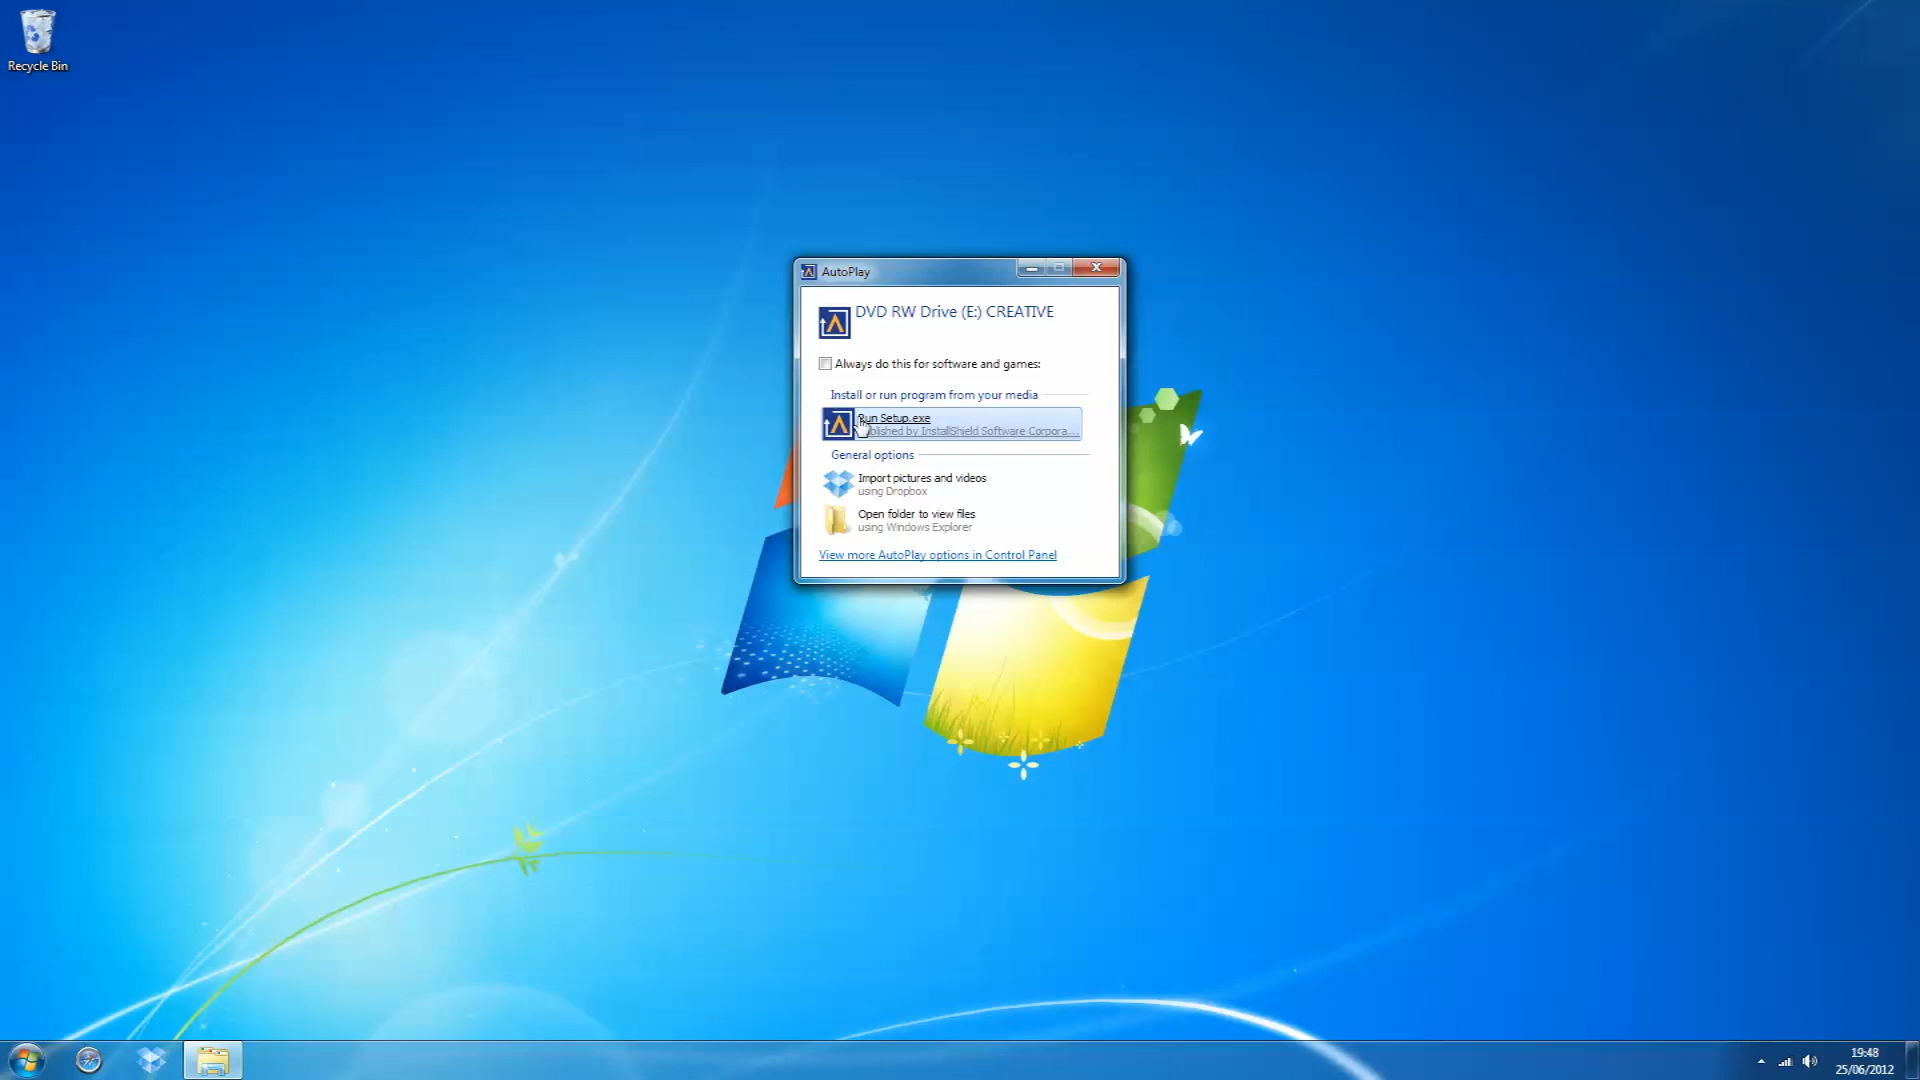 Recycle Bin
AutoPlay
DVD RW Drive (E:) CREATIVE
Always do this for software and games:
Install or run program from your media
Run Setup.exe
by InstallShield Software Corpora...
General options
Import pictures and videos
using Dropbox
Open folder to view files
using Windows Explorer
View more AutoPlay options in Control Panel
19:48
25/06/2012